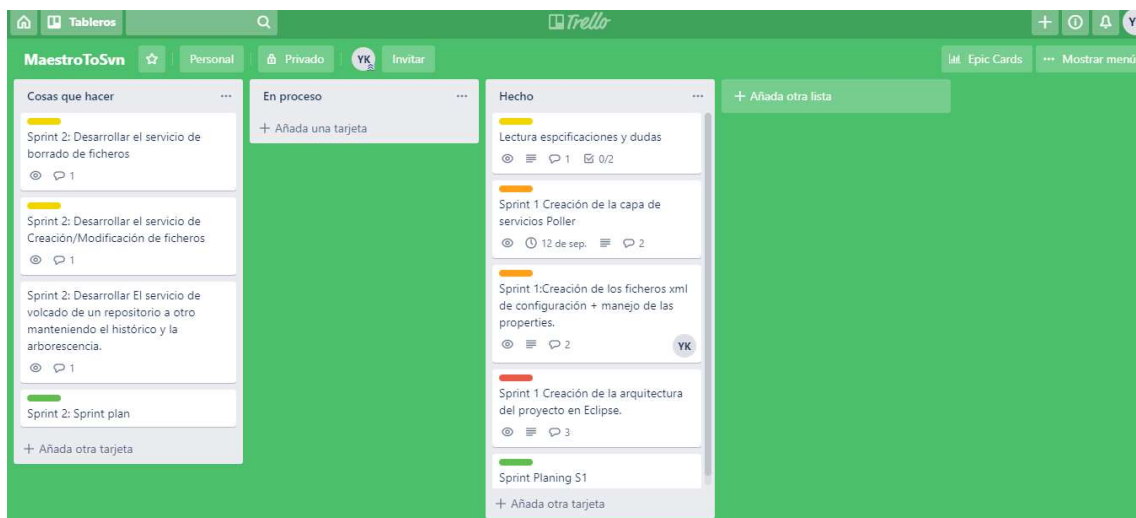 Tableros
Trello
Y
MaestroToSvn
Personal
Privado
YK
Invitar
Epic Cards
Mostrar menú
Cosas que hacer
Sprint 2: Desarrollar el servicio de
borrado de ficheros
1
Sprint 2: Desarrollar el servicio de
Creación/Modificación de ficheros
1
Sprint 2: Desarrollar El servicio de
volcado de un repositorio a otro
manteniendo el histórico y la
arborescencia.
1
Sprint 2: Sprint plan
+ Añada otra tarjeta
En proceso
+ Añada una tarjeta
Hecho
Lectura espcificaciones y dudas
1 0/2
Sprint 1 Creación de la capa de
servicios Poller
12 de sep. 2
Sprint 1:Creación de los ficheros xml
de configuración + manejo de las
properties.
2
YK
Sprint 1 Creación de la arquitectura
del proyecto en Eclipse.
3
Sprint Planing S1
+ Añada otra tarjeta
+ Añada otra lista